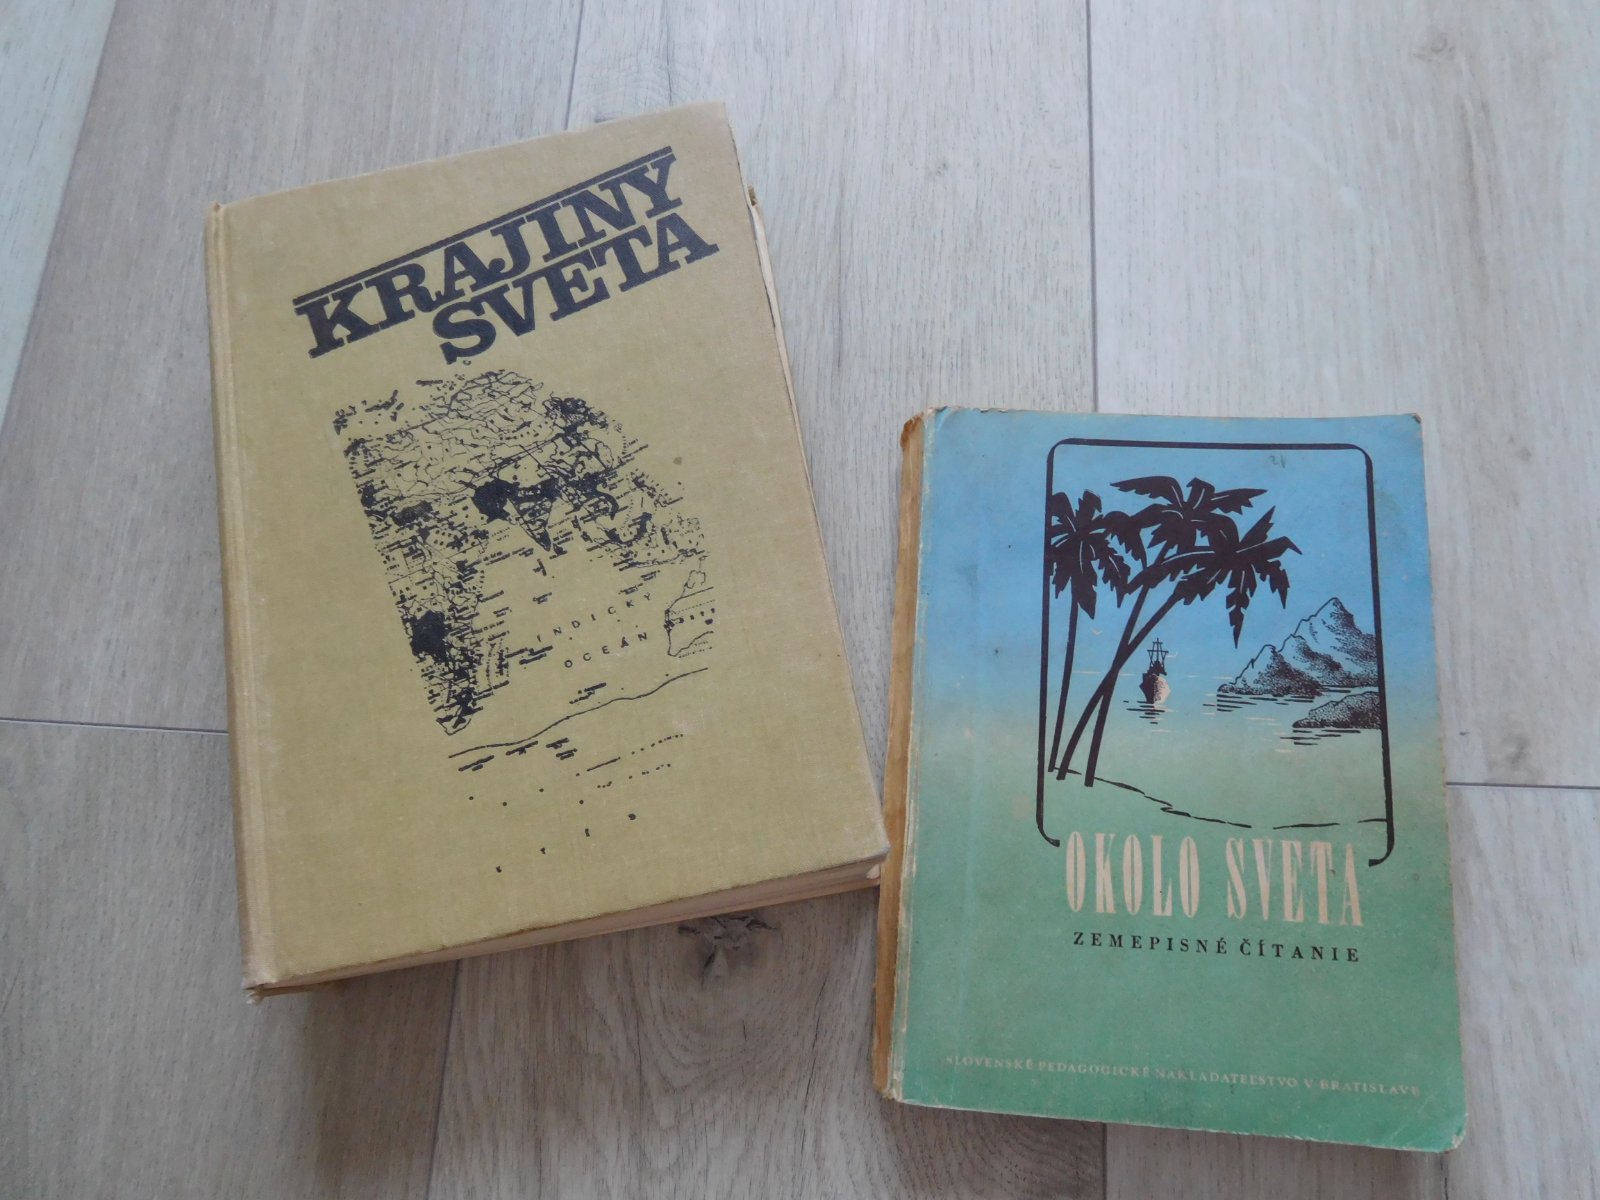 KRAJINY
SVETA
INDICKÝ
OCEÁN
OKOLO SVETA
ZEMEPISNÉ ČÍTANIE
SLOVENSKÉ PEDAGOGICKÉ NAKLADATEĽSTVO V BRATISLAVE